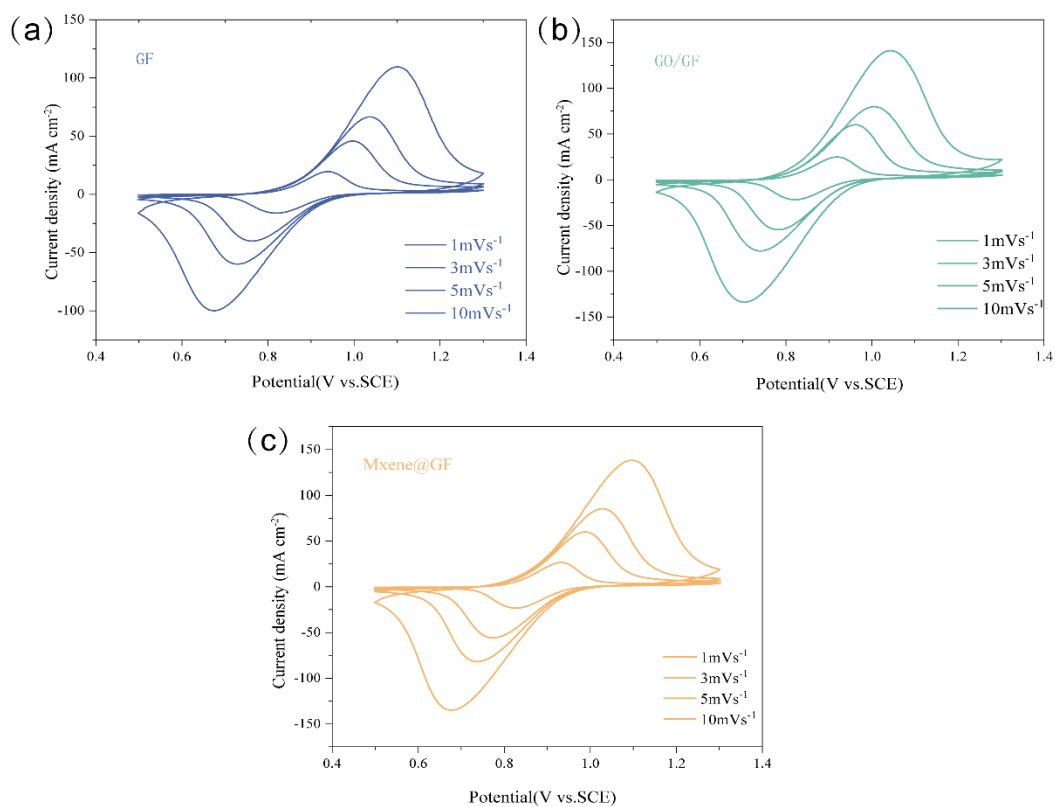 (a)
GF
150
100
50
0
-50
-100
Current density (mA cm⁻²)
1mVs⁻¹
3mVs⁻¹
5mVs⁻¹
10mVs⁻¹
0.4 0.6 0.8 1.0 1.2 1.4
Potential(V vs.SCE)
(b)
GO/GF
150
100
50
0
-50
-100
-150
Current density (mA cm⁻²)
1mVs⁻¹
3mVs⁻¹
5mVs⁻¹
10mVs⁻¹
0.4 0.6 0.8 1.0 1.2 1.4
Potential(V vs.SCE)
(c)
Mxene@GF
150
100
50
0
-50
-100
-150
Current density (mA cm⁻²)
1mVs⁻¹
3mVs⁻¹
5mVs⁻¹
10mVs⁻¹
0.4 0.6 0.8 1.0 1.2 1.4
Potential(V vs.SCE)